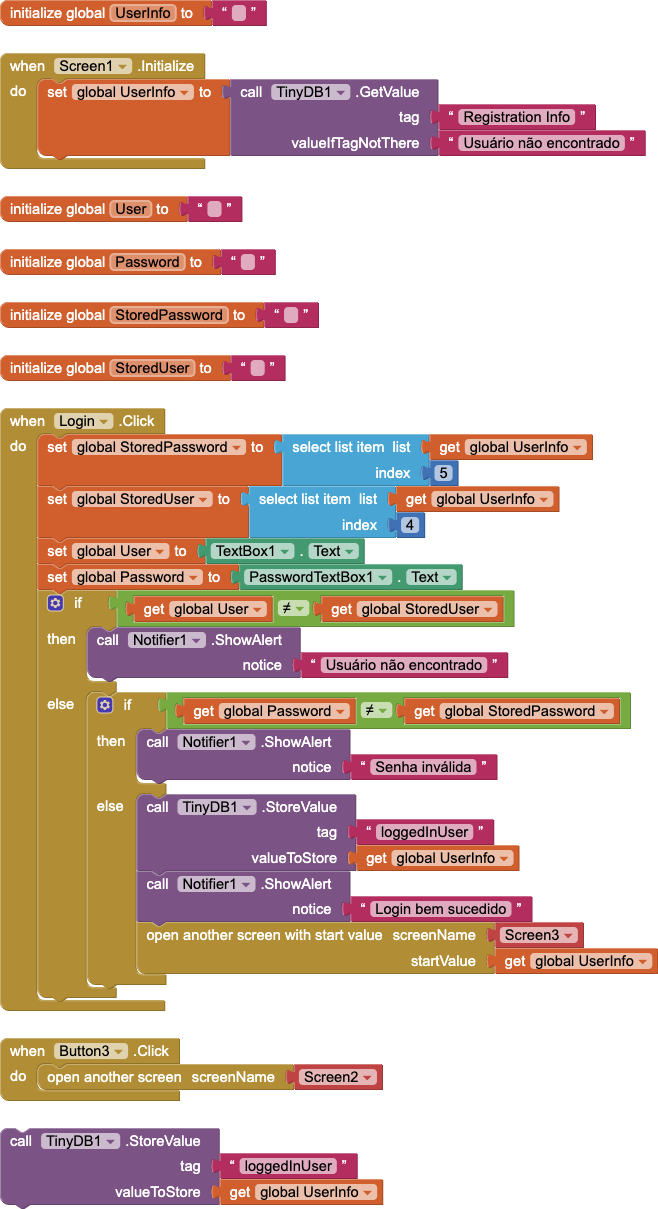 initialize global UserInfo to “ ”
when Screen1 .Initialize
do set global UserInfo to call TinyDB1 .GetValue
tag “ Registration Info ”
valueIfTagNotThere “ Usuário não encontrado ”
initialize global User to “ ”
initialize global Password to “ ”
initialize global StoredPassword to “ ”
initialize global StoredUser to “ ”
when Login .Click
do set global StoredPassword to select list item list get global UserInfo
index 5
set global StoredUser to select list item list get global UserInfo
index 4
set global User to TextBox1 . Text
set global Password to PasswordTextBox1 . Text
if get global User ≠ get global StoredUser
then call Notifier1 .ShowAlert
notice “ Usuário não encontrado ”
else if get global Password ≠ get global StoredPassword
then call Notifier1 .ShowAlert
notice “ Senha inválida ”
else call TinyDB1 .StoreValue
tag “ loggedInUser ”
valueToStore get global UserInfo
call Notifier1 .ShowAlert
notice “ Login bem sucedido ”
open another screen with start value screenName Screen3
startValue get global UserInfo
when Button3 .Click
do open another screen screenName Screen2
call TinyDB1 .StoreValue
tag “ loggedInUser ”
valueToStore get global UserInfo